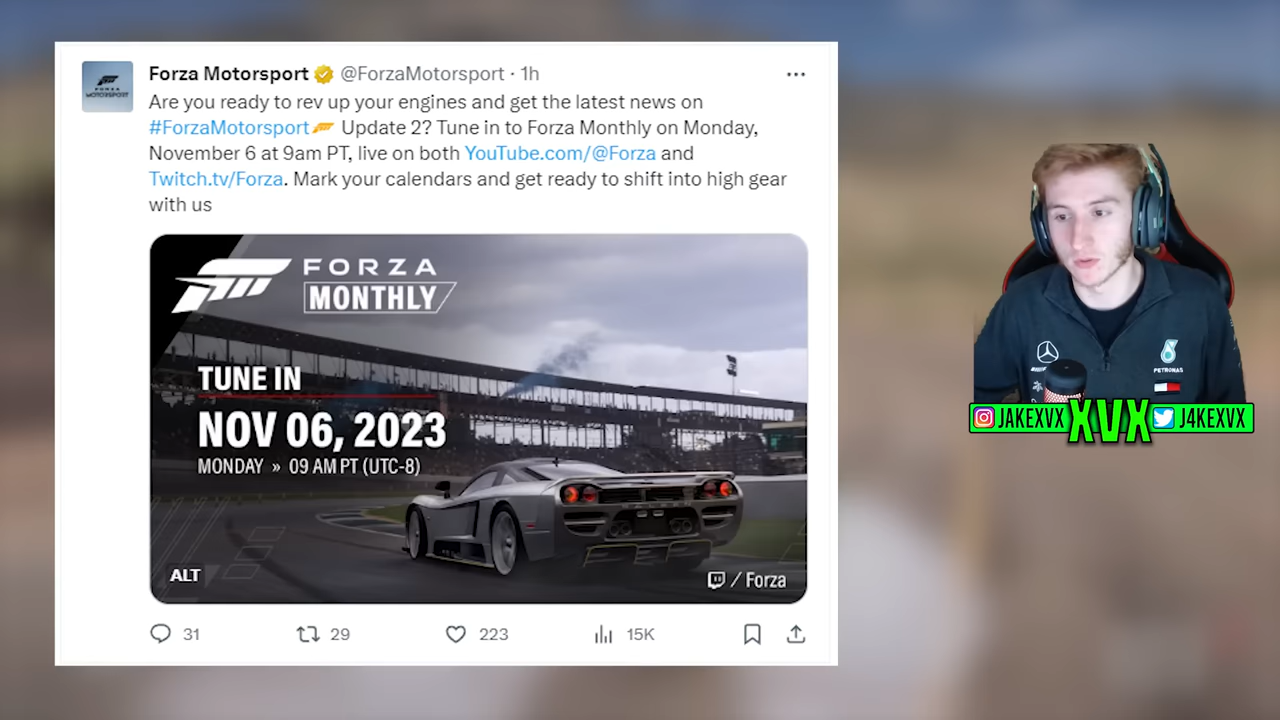 Forza Motorsport @ForzaMotorsport · 1h
Are you ready to rev up your engines and get the latest news on
#ForzaMotorsport Update 2? Tune in to Forza Monthly on Monday,
November 6 at 9am PT, live on both YouTube.com/@Forza and
Twitch.tv/Forza. Mark your calendars and get ready to shift into high gear
with us
FORZA
MOTORSPORT
FORZA
MONTHLY
TUNE IN
NOV 06, 2023
MONDAY » 09 AM PT (UTC-8)
ALT
/ Forza
31
29
223
15K
PETRONAS
JAKEXVX
XVX
J4KEXVX